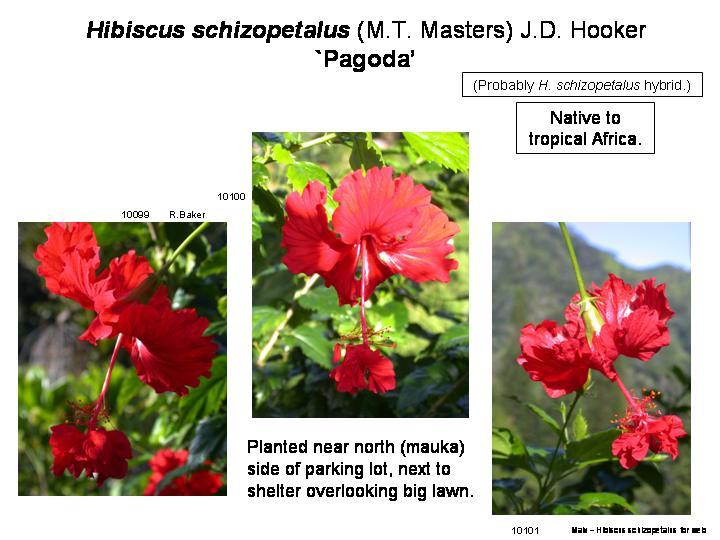 Hibiscus schizopetalus (M.T. Masters) J.D. Hooker
`Pagoda’
(Probably H. schizopetalus hybrid.)
Native to
tropical Africa.
10100
10099 R.Baker
Planted near north (mauka)
side of parking lot, next to
shelter overlooking big lawn.
10101 – Hibiscus schizopetalus for web